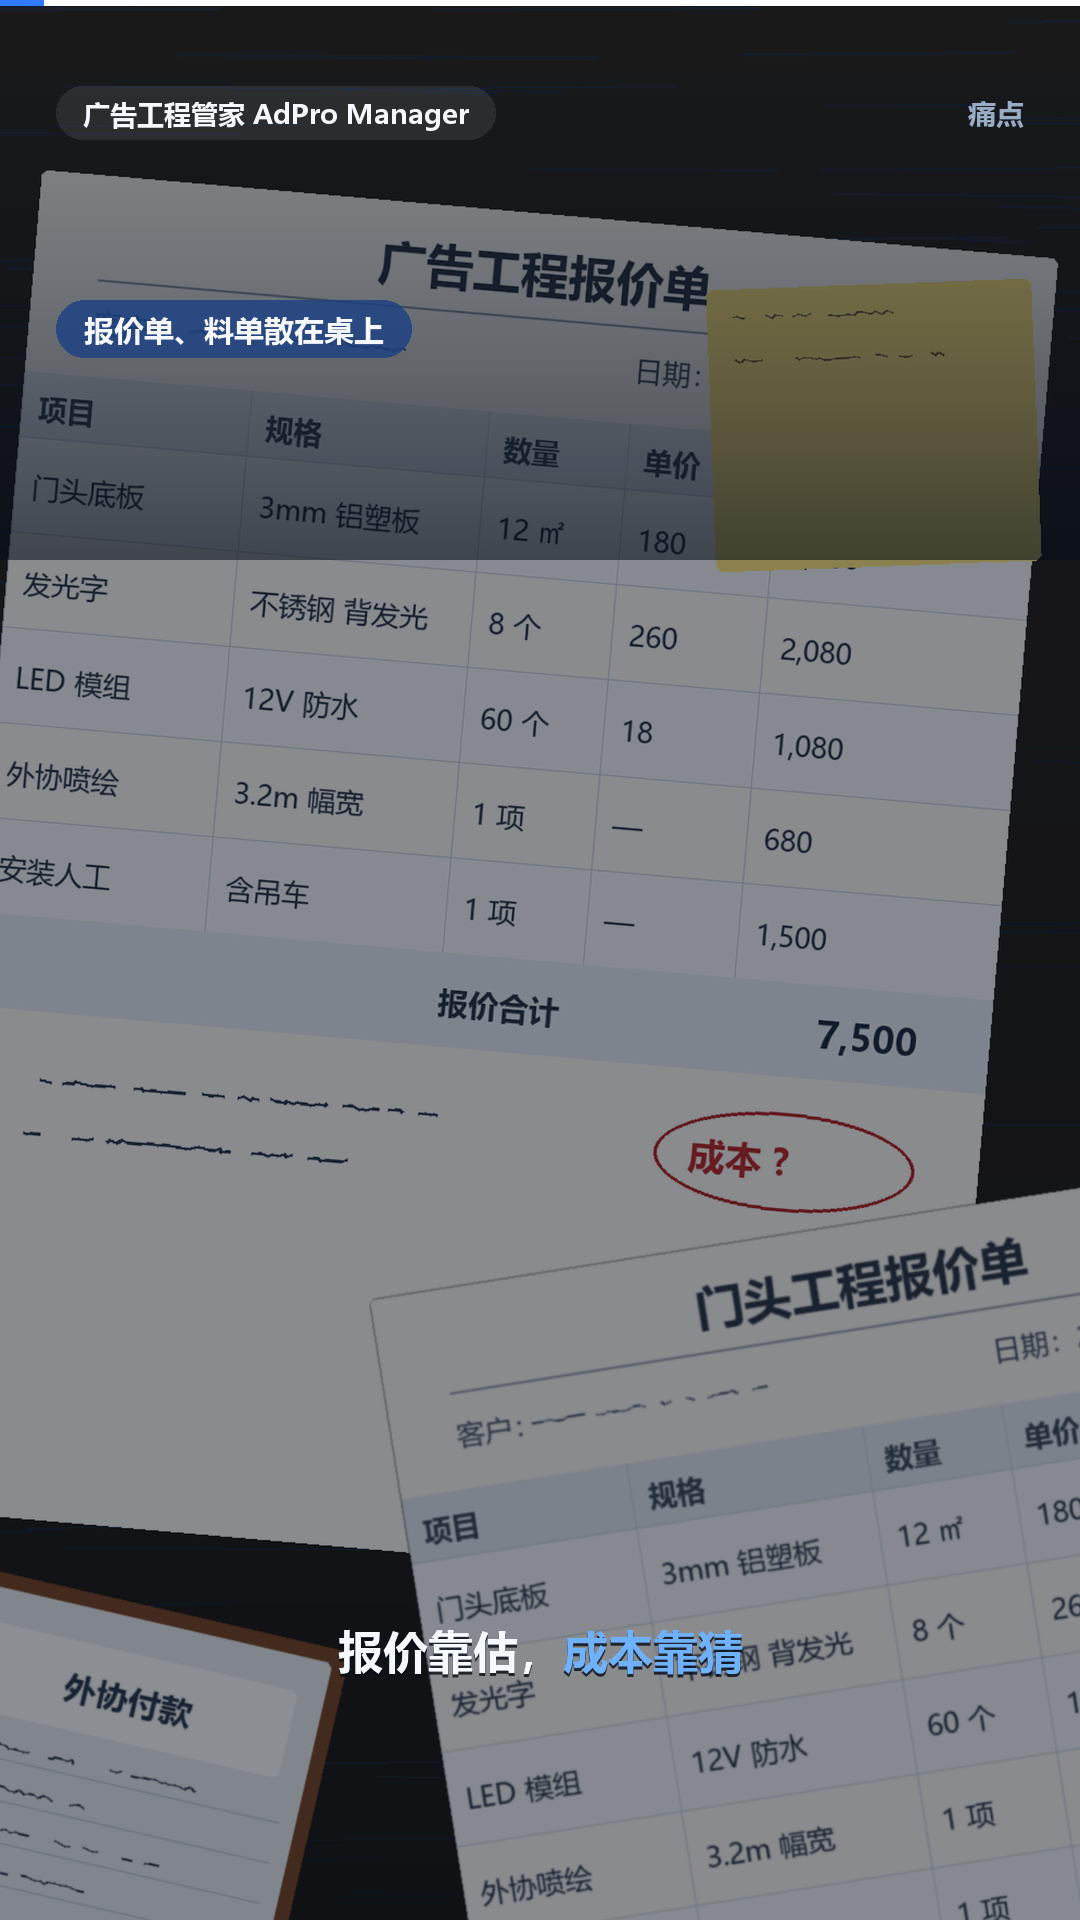 广告工程管家 AdPro Manager
痛点
广告工程报价单
报价单、料单散在桌上
日期：
项目 规格 数量 单价
门头底板 3mm 铝塑板 12 ㎡ 180
发光字 不锈钢 背发光 8 个 260 2,080
LED 模组 12V 防水 60 个 18 1,080
外协喷绘 3.2m 幅宽 1 项 — 680
安装人工 含吊车 1 项 — 1,500
报价合计 7,500
成本？
门头工程报价单
日期：
客户：
项目 规格 数量 单价
门头底板 3mm 铝塑板 12 ㎡ 180
报价靠估，成本靠猜
发光字 钢 背发光 8 个 26
LED 模组 12V 防水 60 个
外协喷绘 3.2m 幅宽 1 项
1 项
外协付款